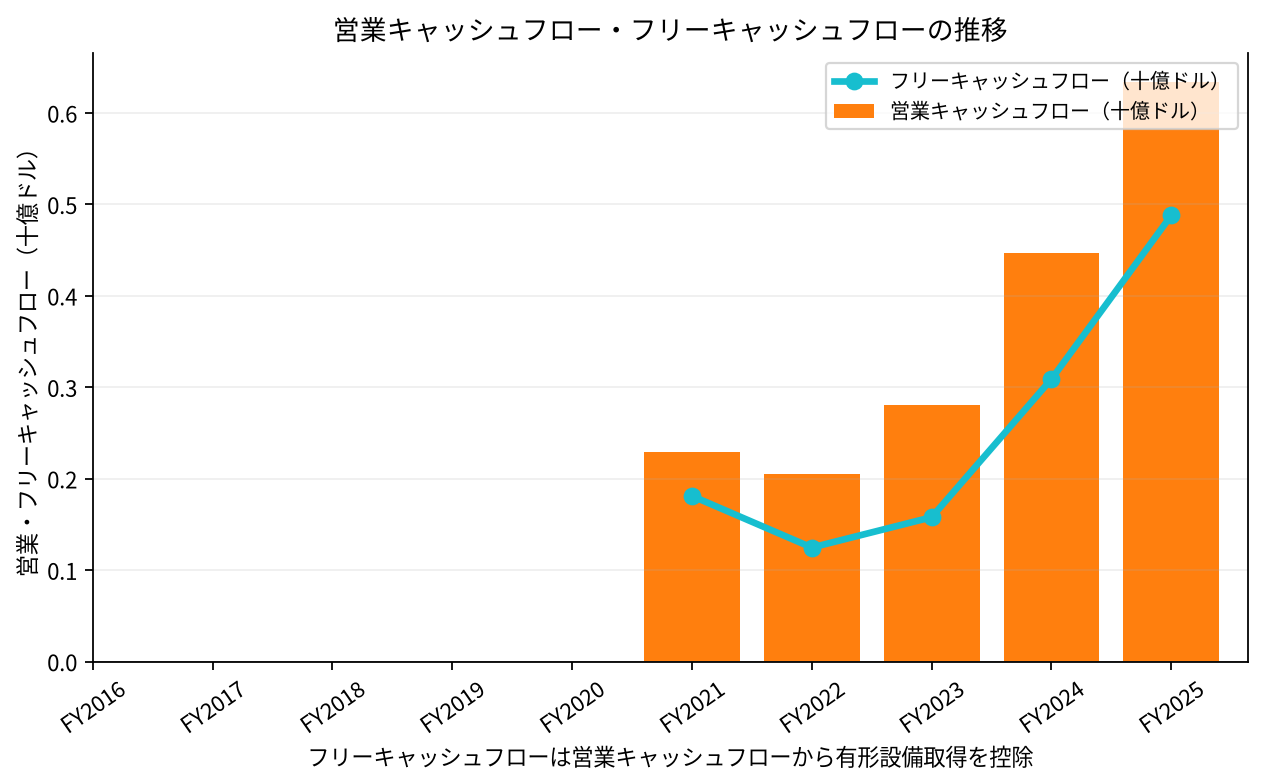 営業キャッシュフロー・フリーキャッシュフローの推移
フリーキャッシュフロー（十億ドル）
営業キャッシュフロー（十億ドル）
営業・フリーキャッシュフロー（十億ドル）
0.6
0.5
0.4
0.3
0.2
0.1
0.0
FY2016
FY2017
FY2018
FY2019
FY2020
FY2021
FY2022
FY2023
FY2024
FY2025
フリーキャッシュフローは営業キャッシュフローから有形設備取得を控除